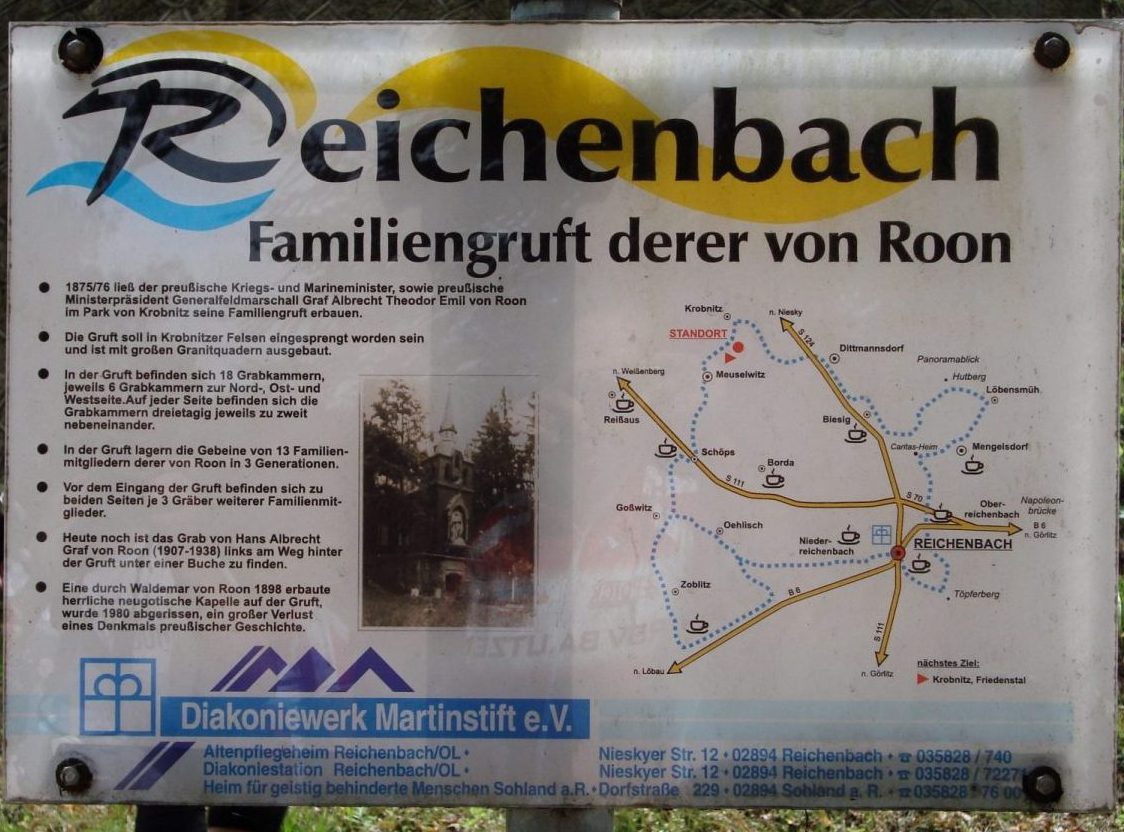 Reichenbach
Familiengruft derer von Roon
1875/76 ließ der preußische Kriegs- und Marineminister, sowie preußische
Ministerpräsident Generalfeldmarschall Graf Albrecht Theodor Emil von Roon
im Park von Krobnitz seine Familiengruft erbauen.
Die Gruft soll in Krobnitzer Felsen eingesprengt worden sein
und ist mit großen Granitquadern ausgebaut.
In der Gruft befinden sich 18 Grabkammern,
jeweils 6 Grabkammern zur Nord-, Ost- und
Westseite.Auf jeder Seite befinden sich die
Grabkammern dreietagig jeweils zu zweit
nebeneinander.
In der Gruft lagern die Gebeine von 13 Familien-
mitgliedern derer von Roon in 3 Generationen.
Vor dem Eingang der Gruft befinden sich zu
beiden Seiten je 3 Gräber weiterer Familienmit-
glieder.
Heute noch ist das Grab von Hans Albrecht
Graf von Roon (1907-1938) links am Weg hinter
der Gruft unter einer Buche zu finden.
Eine durch Waldemar von Roon 1898 erbaute
herrliche neugotische Kapelle auf der Gruft,
wurde 1980 abgerissen, ein großer Verlust
eines Denkmals preußischer Geschichte.
Krobnitz
n. Niesky
STANDORT
S 124
Dittmannsdorf
Panoramablick
Hutberg
n. Weißenberg
Meuselwitz
Löbensmüh.
Reißaus
Biesig
Caritas-Heim
Mengelsdorf
Schöps
Borda
S 111
S 70
Ober-
reichenbach
Napoleon-
brücke
Goßwitz
Oehlisch
B 6
n. Görlitz
Nieder-
reichenbach
REICHENBACH
Zoblitz
B 6
Töpferberg
S 111
n. Löbau
n. Görlitz
nächstes Ziel:
Krobnitz, Friedenstal
Diakoniewerk Martinstift e.V.
Altenpflegeheim Reichenbach/OL • Nieskyer Str. 12 • 02894 Reichenbach • ☎ 035828 / 740
Diakoniestation Reichenbach/OL • Nieskyer Str. 12 • 02894 Reichenbach • ☎ 035828 / 7227
Heim für geistig behinderte Menschen Sohland a.R. • Dorfstraße 229 • 02894 Sohland a. R. • ☎ 035828 / 76 00